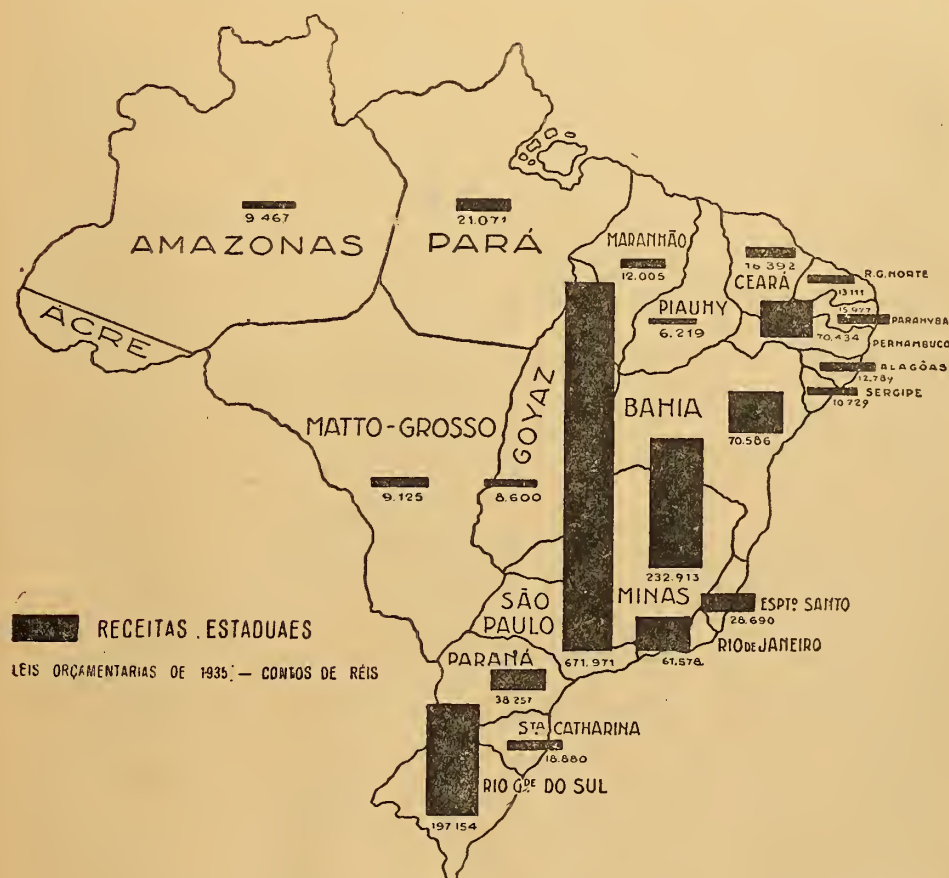 9.467
AMAZONAS
21.071
PARÁ
MARANHÃO
12.005
16.392
CEARÁ
R.G.NORTE
13.111
15.977
PARAHYBA
PIAUHY
6.219
70.434
PERNAMBUCO
ACRE
ALAGÔAS
12.789
SERGIPE
10.729
GOYAZ
BAHIA
70.586
MATTO-GROSSO
9.125
8.600
232.913
MINAS
SÃO
PAULO
ESPTº SANTO
28.690
RIO DE JANEIRO
61.578
671.971
RECEITAS ESTADUAES
LEIS ORÇAMENTARIAS DE 1935. — CONTOS DE RÉIS
PARANÁ
38.257
STA CATHARINA
18.880
RIO GDE DO SUL
197.154